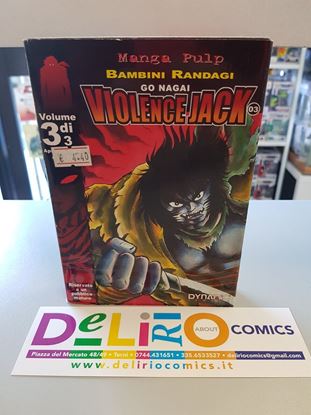 Manga Pulp
BAMBINI RANDAGI
GO NAGAI
VIOLENCE JACK
03
Volume
3 di 3
€ 4.40
Riservato
a un
pubblico
maturo
DELIRIO ABOUT COMICS
Piazza del Mercato 48/49 • Terni • 0744.431651 • 335.6533527 • deliriocomics@gmail.com
www.deliriocomics.it